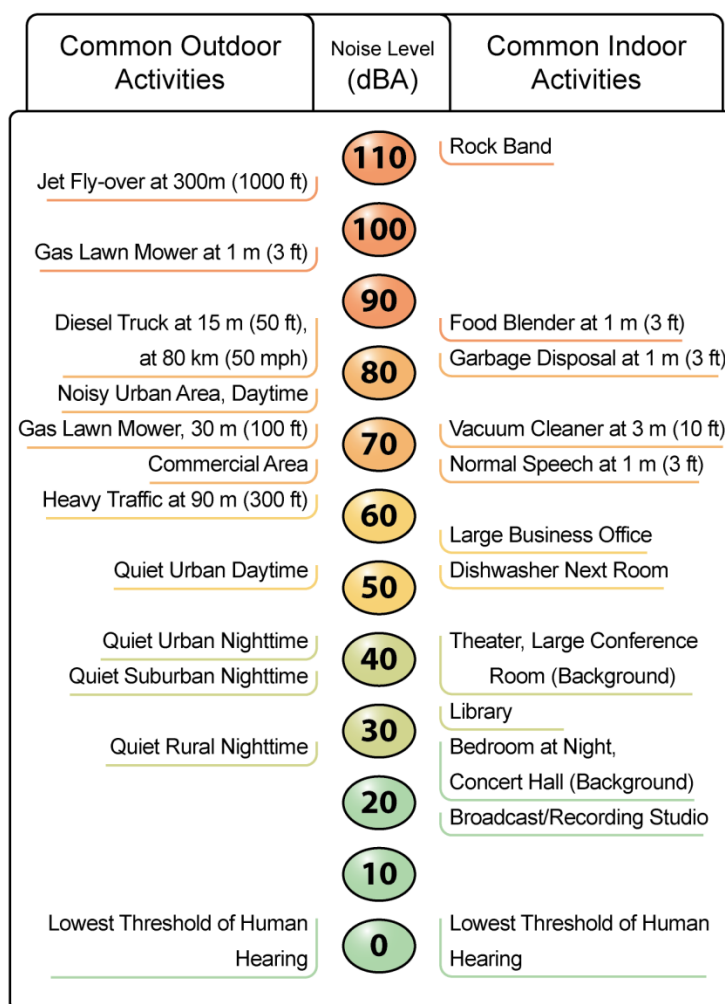 Common Outdoor
Activities
Noise Level
(dBA)
Common Indoor
Activities
110
Rock Band
Jet Fly-over at 300m (1000 ft)
100
Gas Lawn Mower at 1 m (3 ft)
90
Diesel Truck at 15 m (50 ft),
at 80 km (50 mph)
Food Blender at 1 m (3 ft)
80
Garbage Disposal at 1 m (3 ft)
Noisy Urban Area, Daytime
Gas Lawn Mower, 30 m (100 ft)
70
Vacuum Cleaner at 3 m (10 ft)
Commercial Area
Normal Speech at 1 m (3 ft)
Heavy Traffic at 90 m (300 ft)
60
Large Business Office
Quiet Urban Daytime
50
Dishwasher Next Room
Quiet Urban Nighttime
40
Theater, Large Conference
Room (Background)
Quiet Suburban Nighttime
30
Library
Quiet Rural Nighttime
Bedroom at Night,
Concert Hall (Background)
20
Broadcast/Recording Studio
10
Lowest Threshold of Human
Hearing
0
Lowest Threshold of Human
Hearing